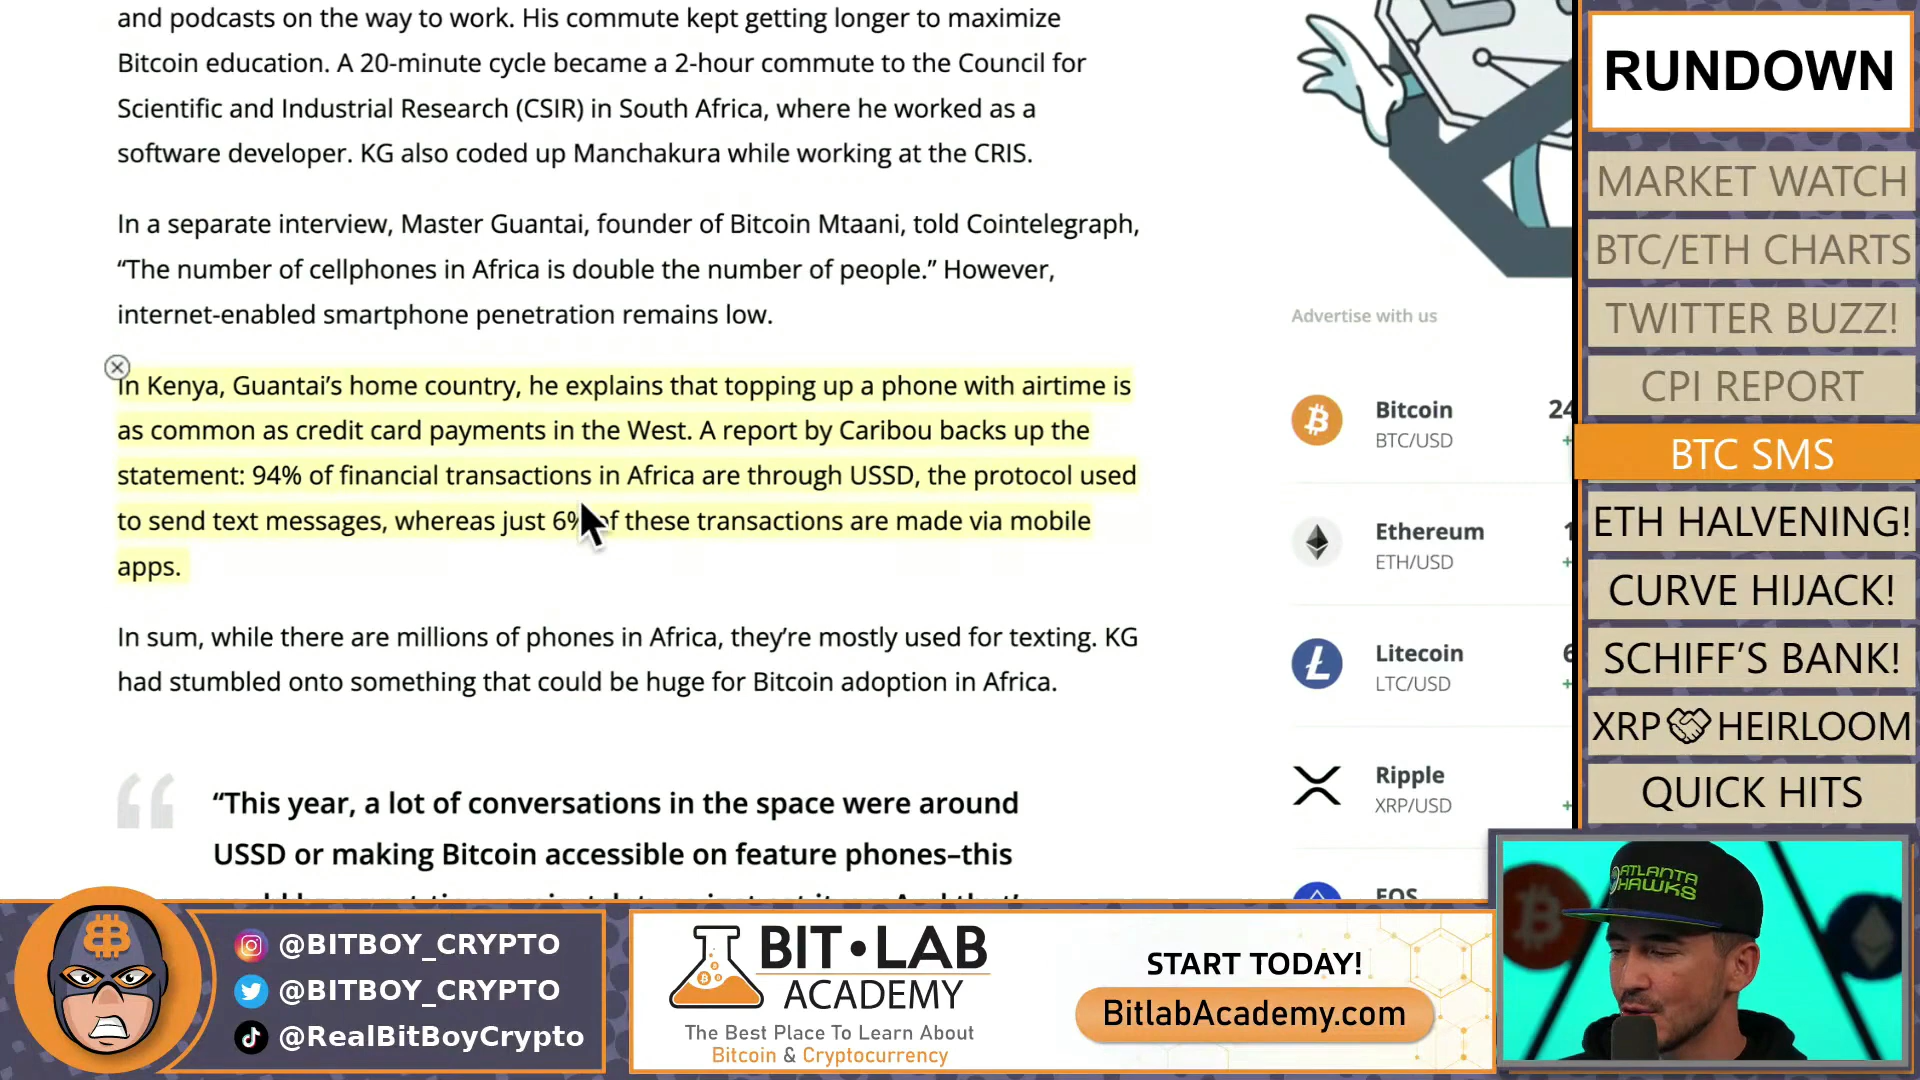 and podcasts on the way to work. His commute kept getting longer to maximize
Bitcoin education. A 20-minute cycle became a 2-hour commute to the Council for
Scientific and Industrial Research (CSIR) in South Africa, where he worked as a
software developer. KG also coded up Manchakura while working at the CRIS.
In a separate interview, Master Guantai, founder of Bitcoin Mtaani, told Cointelegraph,
“The number of cellphones in Africa is double the number of people.” However,
internet-enabled smartphone penetration remains low.
In Kenya, Guantai’s home country, he explains that topping up a phone with airtime is
as common as credit card payments in the West. A report by Caribou backs up the
statement: 94% of financial transactions in Africa are through USSD, the protocol used
to send text messages, whereas just 6% of these transactions are made via mobile
apps.
In sum, while there are millions of phones in Africa, they’re mostly used for texting. KG
had stumbled onto something that could be huge for Bitcoin adoption in Africa.
“This year, a lot of conversations in the space were around
USSD or making Bitcoin accessible on feature phones–this
Advertise with us
Bitcoin
24
BTC/USD
Ethereum
1
ETH/USD
Litecoin
6
LTC/USD
Ripple
XRP/USD
EOS
RUNDOWN
MARKET WATCH
BTC/ETH CHARTS
TWITTER BUZZ!
CPI REPORT
BTC SMS
ETH HALVENING!
CURVE HIJACK!
SCHIFF’S BANK!
XRP HEIRLOOM
QUICK HITS
ATLANTA
HAWKS
@BITBOY_CRYPTO
@BITBOY_CRYPTO
@RealBitBoyCrypto
BIT•LAB
ACADEMY
The Best Place To Learn About
Bitcoin & Cryptocurrency
START TODAY!
BitlabAcademy.com